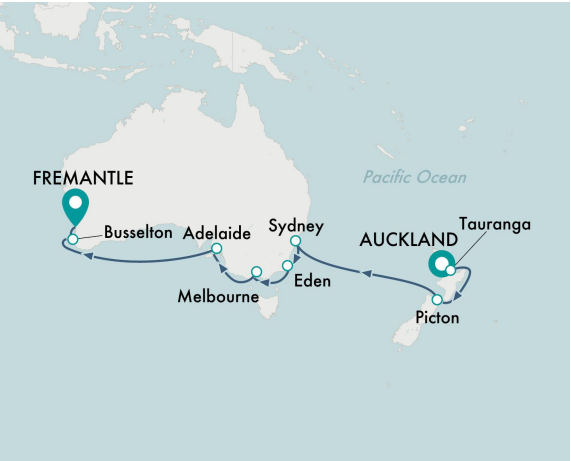 Pacific Ocean
FREMANTLE
Busselton
Adelaide
Sydney
AUCKLAND
Tauranga
Melbourne
Eden
Picton